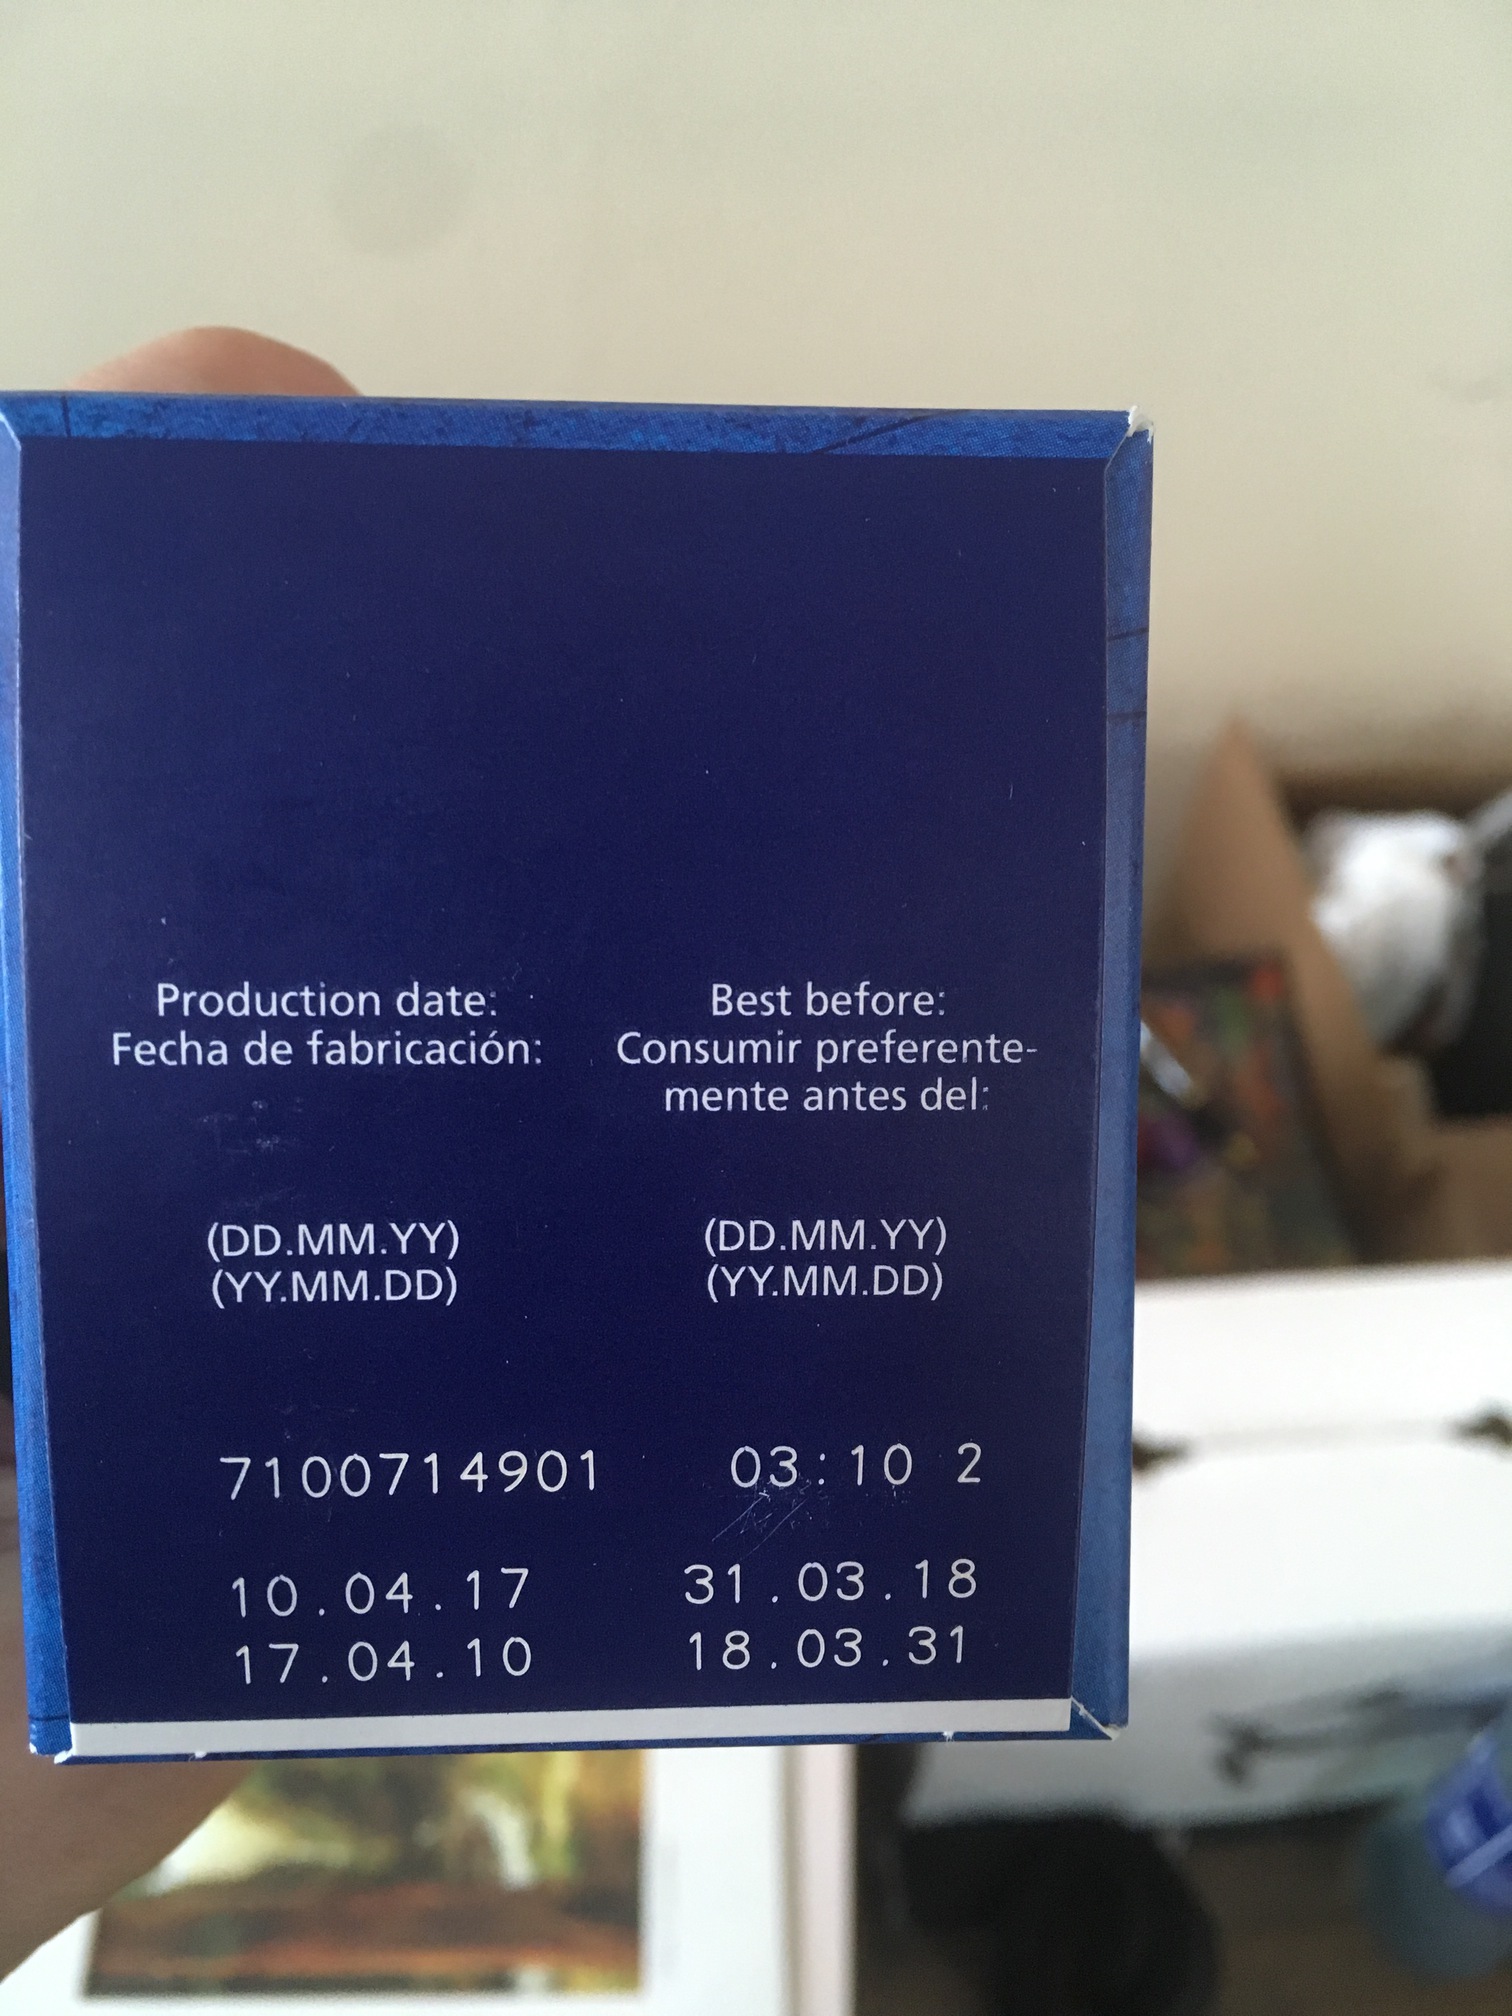 Production date:
Fecha de fabricación:
Best before:
Consumir preferente-
mente antes del:
(DD.MM.YY)
(YY.MM.DD)
(DD.MM.YY)
(YY.MM.DD)
7100714901
03:10 2
10.04.17
17.04.10
31.03.18
18.03.31